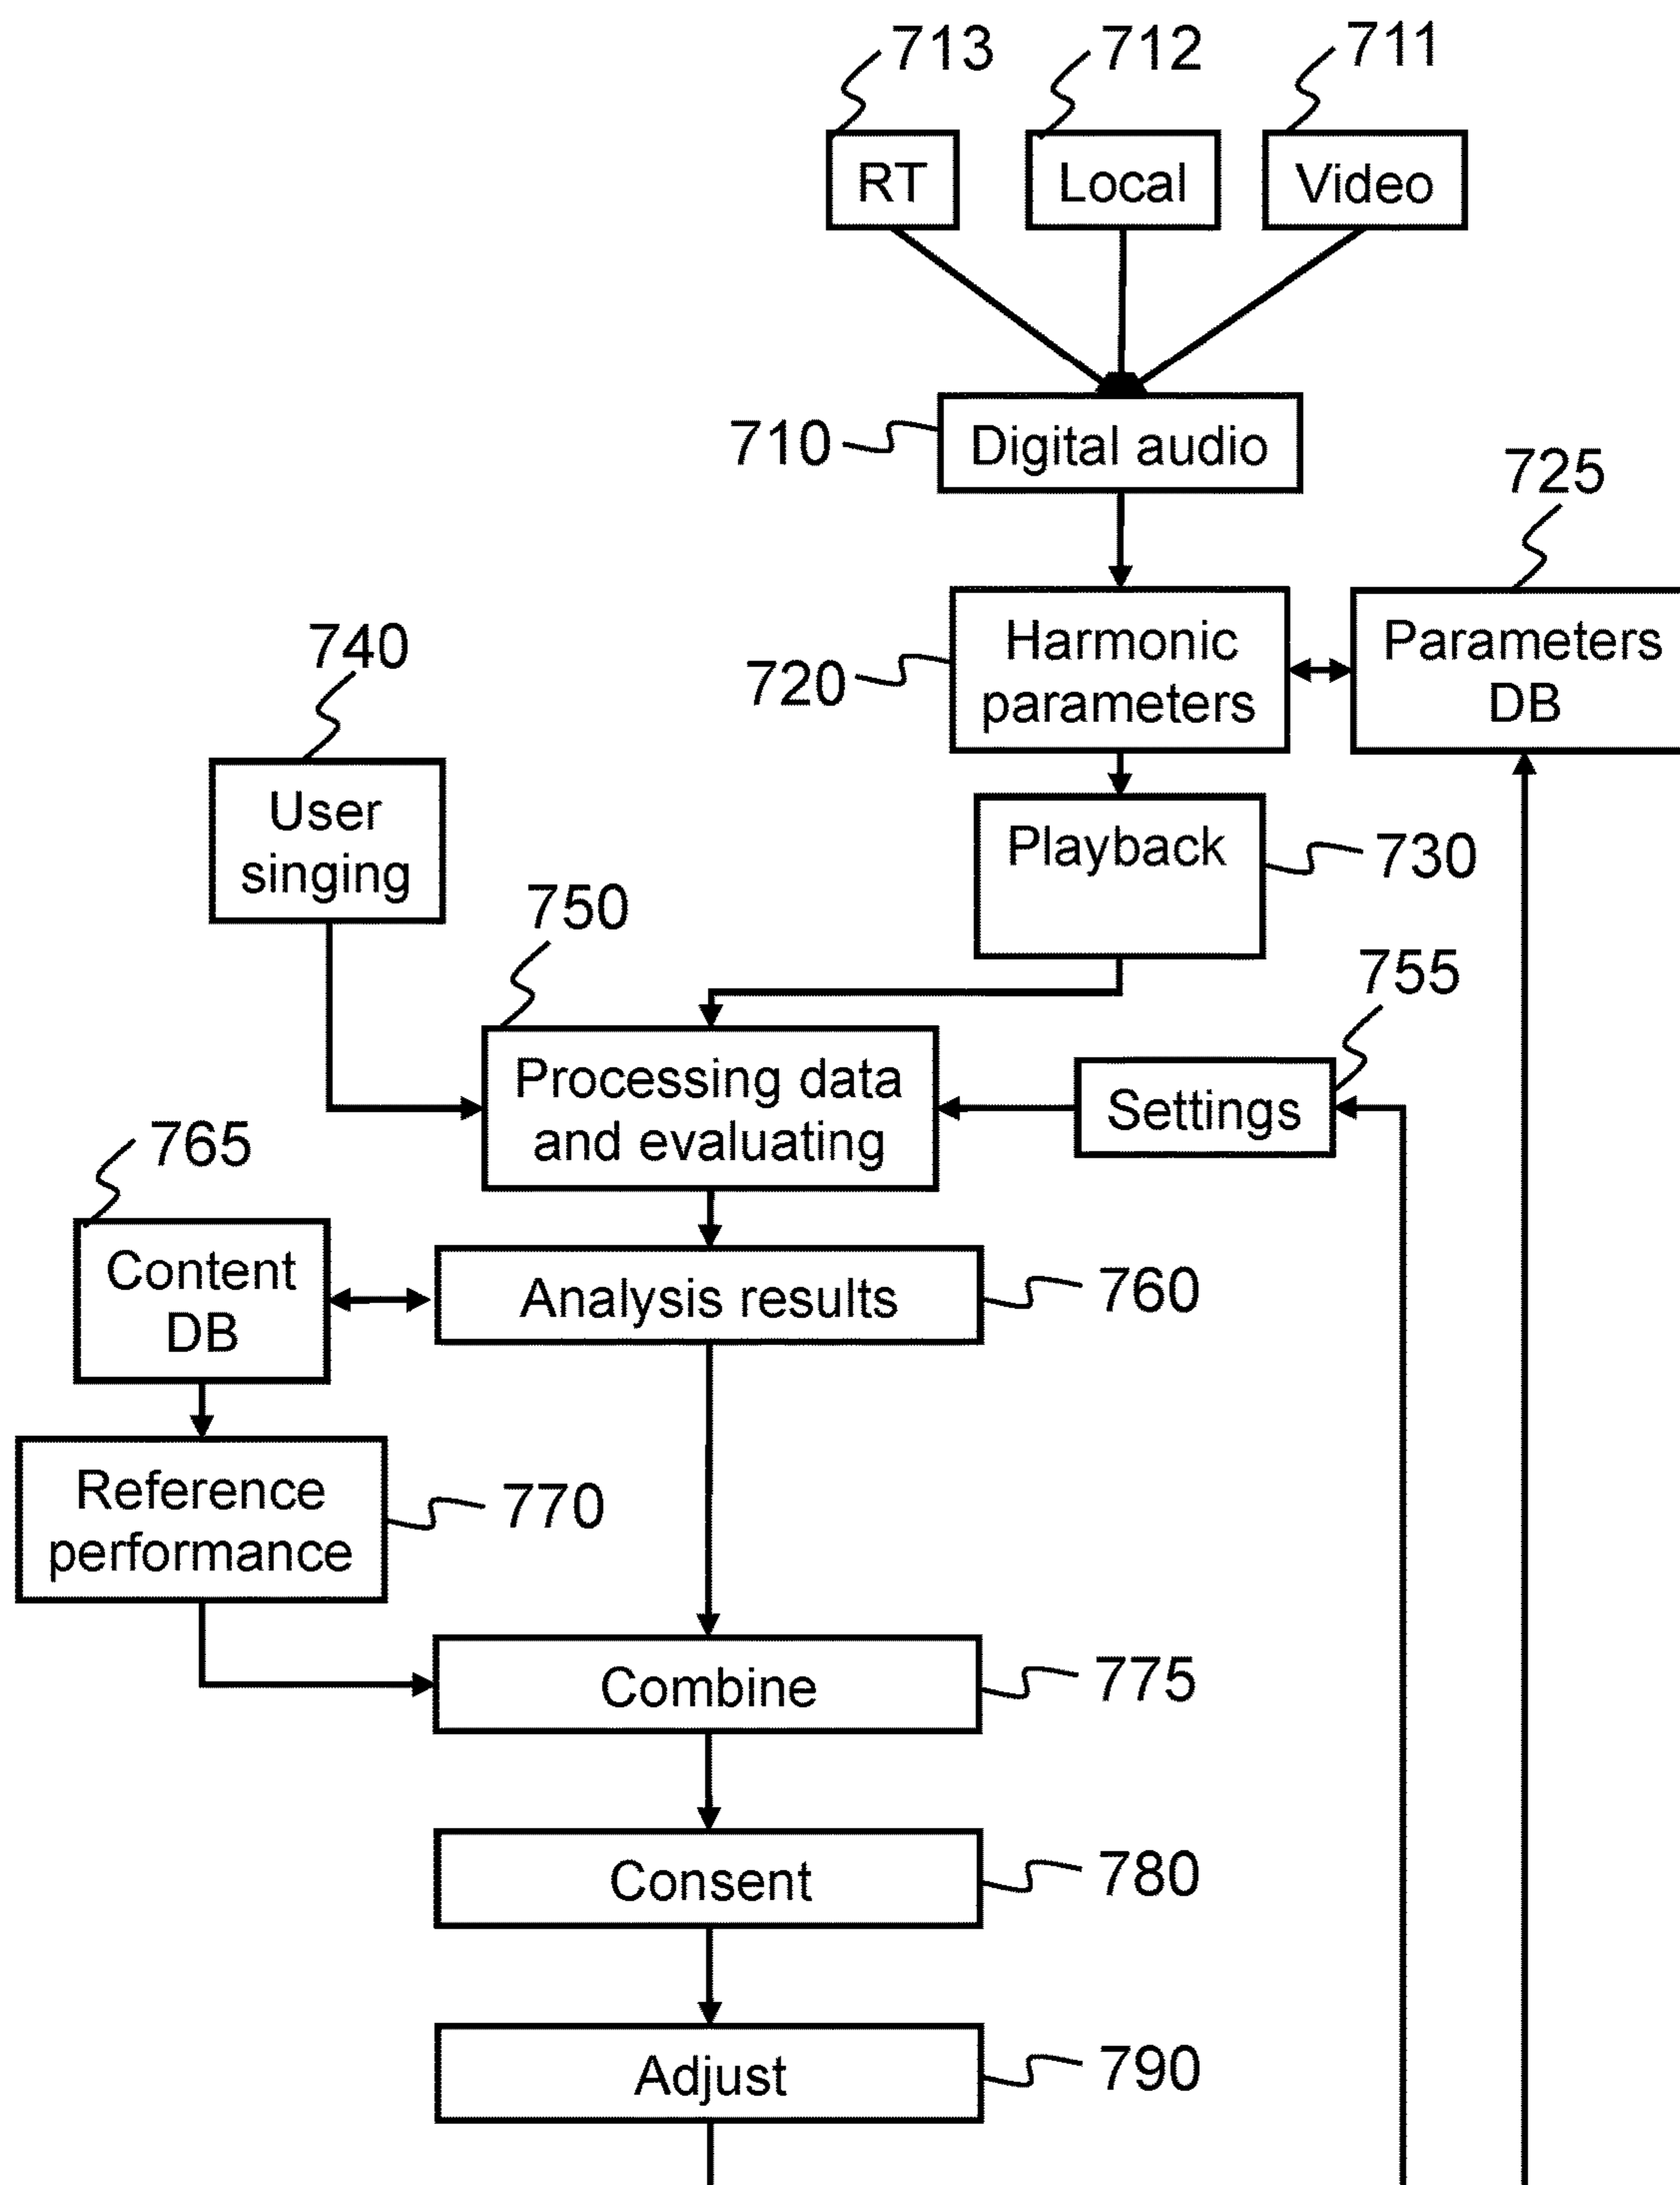 713
712
711
RT
Local
Video
710
Digital audio
725
720
Harmonic
parameters
Parameters
DB
740
User
singing
Playback
730
750
755
Processing data
and evaluating
Settings
765
Content
DB
Analysis results
760
Reference
performance
770
Combine
775
Consent
780
Adjust
790